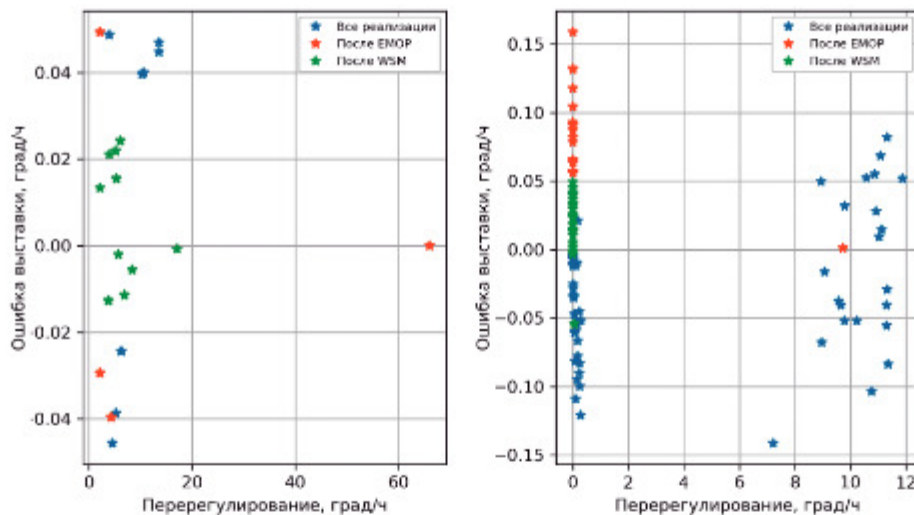 Все реализации
После EMOP
После WSM
0.04
0.02
0.00
-0.02
-0.04
Ошибка выставки, град/ч
0
20
40
60
Перерегулирование, град/ч
Все реализации
После EMOP
После WSM
0.15
0.10
0.05
0.00
-0.05
-0.10
-0.15
Ошибка выставки, град/ч
0
2
4
6
8
10
12
Перерегулирование, град/ч